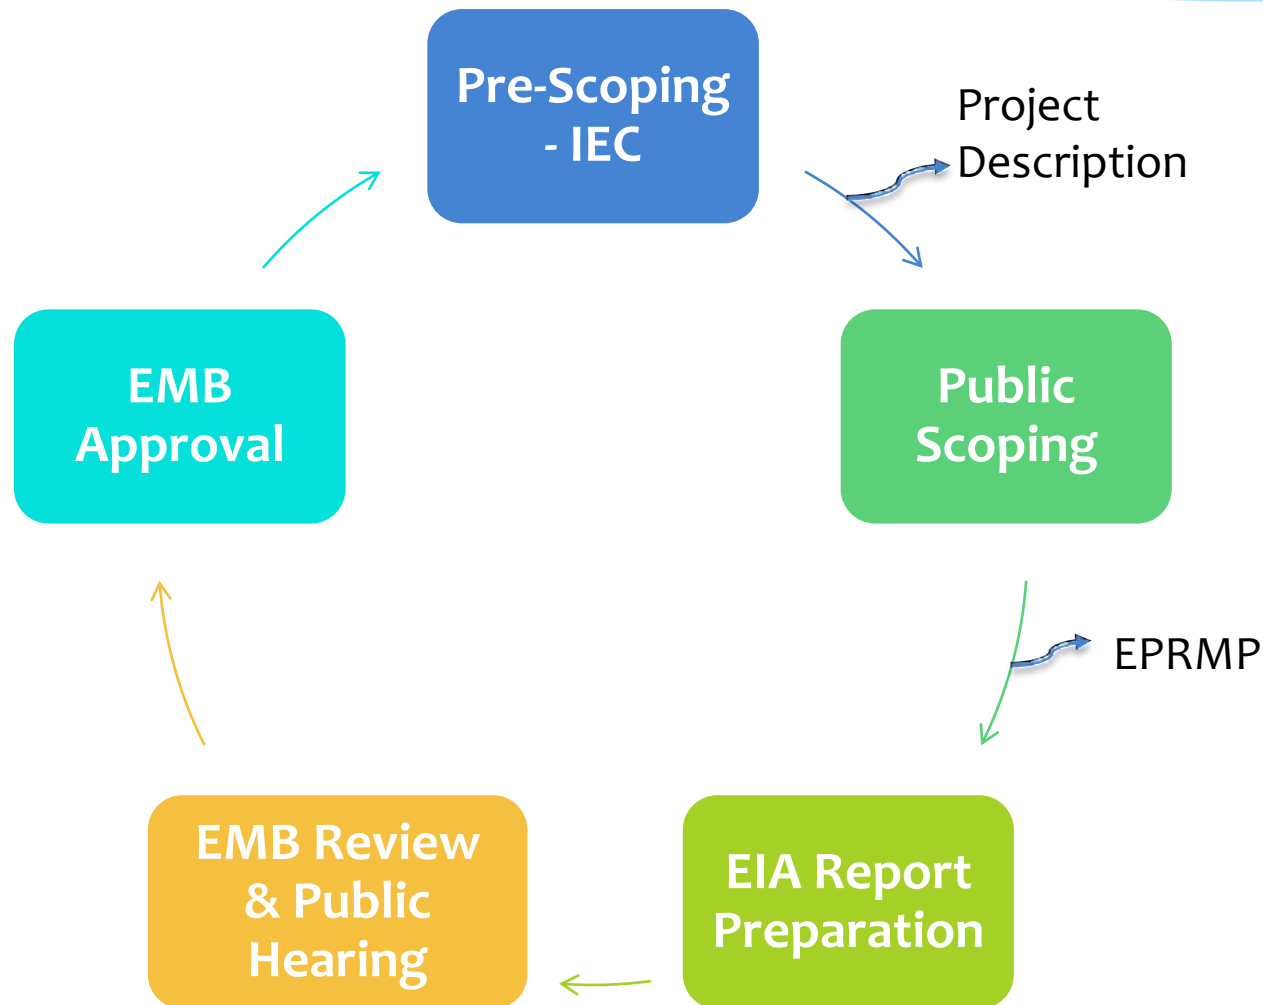 Pre-Scoping
- IEC
Project
Description
Public
Scoping
EPRMP
EIA Report
Preparation
EMB Review
& Public
Hearing
EMB
Approval